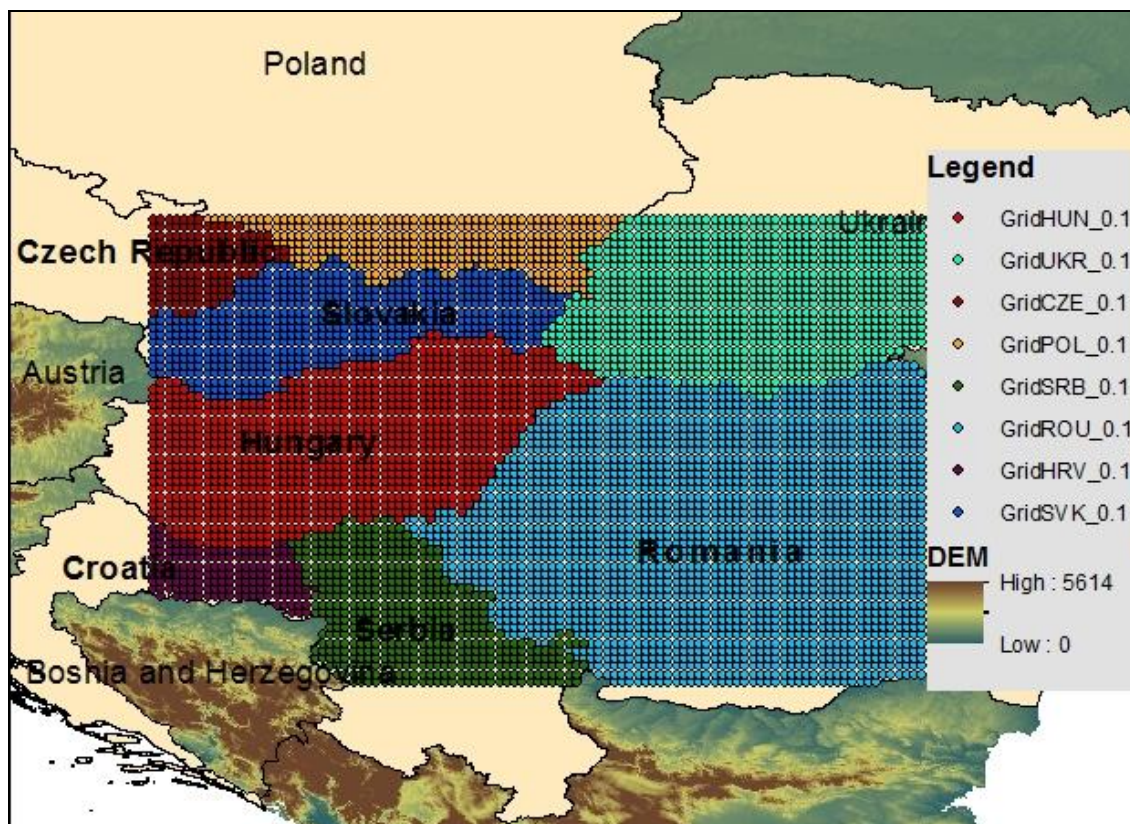 Poland
Legend
GridHUN_0.1
Ukrain
Czech Republic
GridUKR_0.1
GridCZE_0.1
Slovakia
GridPOL_0.1
Austria
GridSRB_0.1
Hungary
GridROU_0.1
GridHRV_0.1
GridSVK_0.1
Romania
DEM
Croatia
High : 5614
Serbia
Low : 0
Boshia and Herzegovina